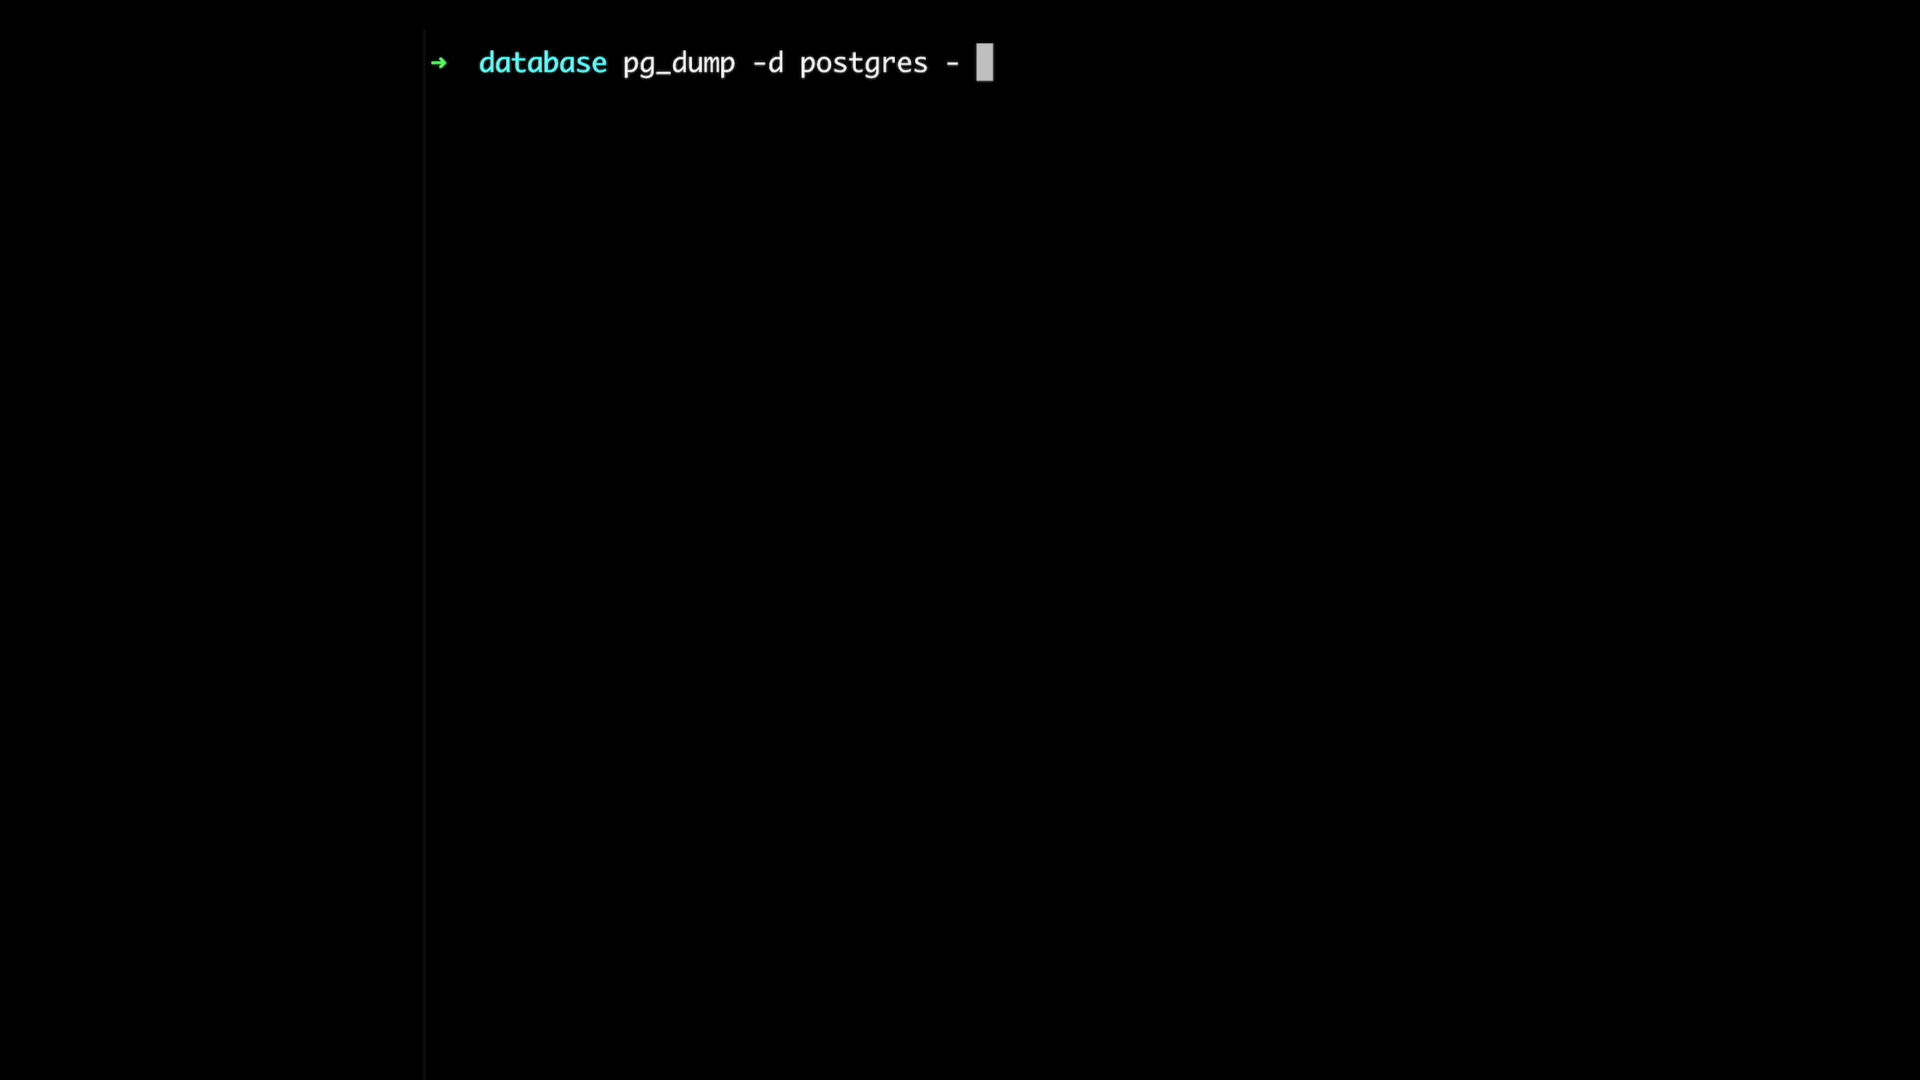 ➜ database pg_dump -d postgres -